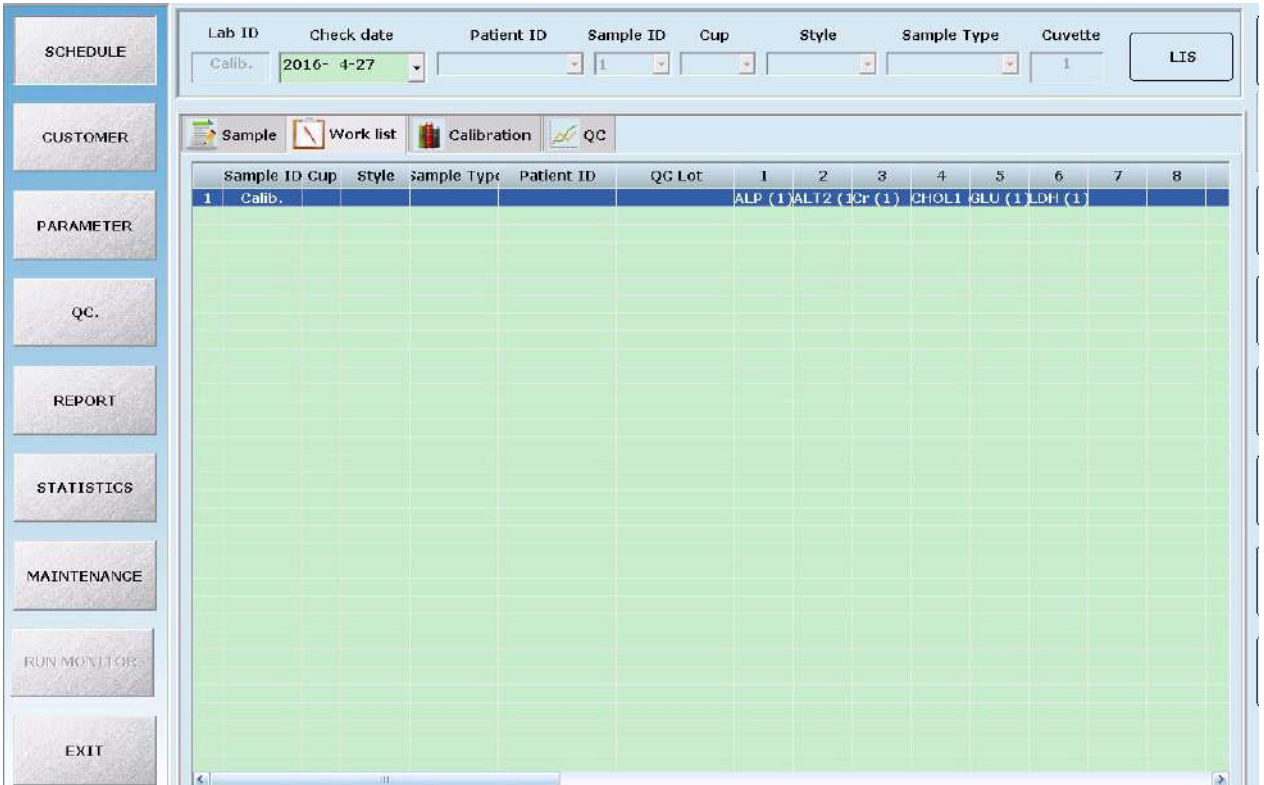 SCHEDULE
CUSTOMER
PARAMETER
QC.
REPORT
STATISTICS
MAINTENANCE
RUN MONITOR
EXIT
Lab ID Check date Patient ID Sample ID Cup Style Sample Type Cuvette
Calib. 2016- 4-27 1 1
LIS
Sample Work list Calibration QC
Sample ID Cup Style Sample Type Patient ID QC Lot 1 2 3 4 5 6 7 8
1 Calib. ALP (1) ALT2 (1 Cr (1) CHOL1 GLU (1) LDH (1)